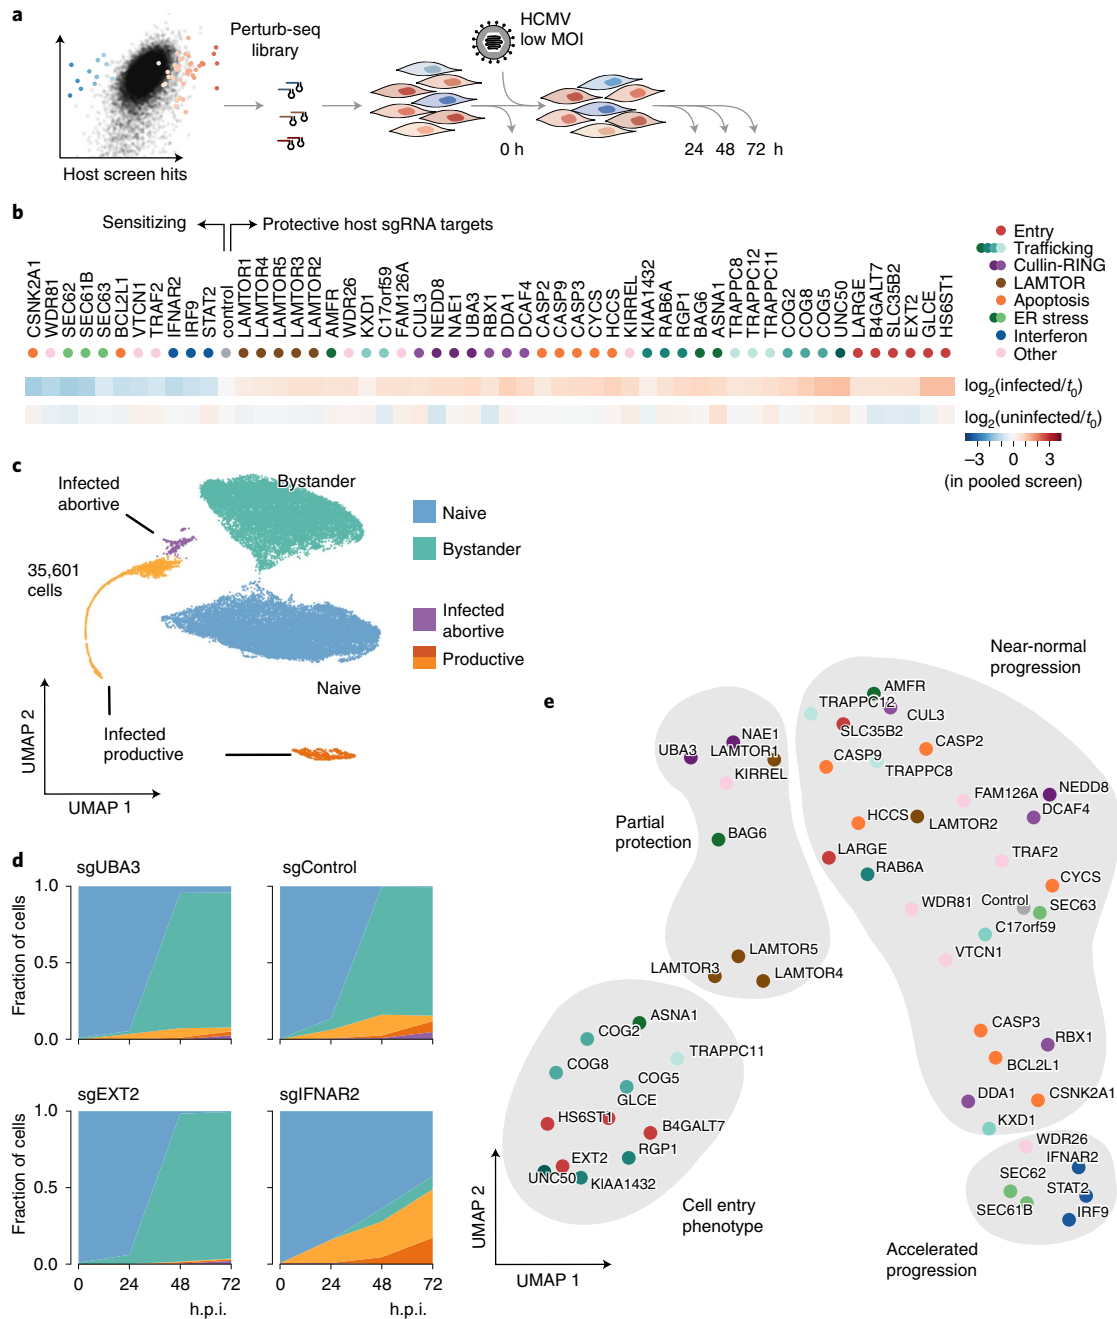 a
Perturb-seq
library
HCMV
low MOI
Host screen hits
0 h
24 48 72 h
b
Sensitizing
Protective host sgRNA targets
CSNK2A1
WDR81
SEC62
SEC61B
SEC63
BCL2L1
VTCN1
TRAF2
IFNAR2
IRF9
STAT2
control
LAMTOR1
LAMTOR4
LAMTOR5
LAMTOR3
LAMTOR2
AMFR
WDR26
KXD1
C17orf59
FAM126A
CUL3
NEDD8
NAE1
UBA3
RBX1
DDA1
DCAF4
CASP2
CASP9
CASP3
CYCS
HCCS
KIRREL
KIAA1432
RAB6A
RGP1
BAG6
ASNA1
TRAPPC8
TRAPPC12
TRAPPC11
COG2
COG8
COG5
UNC50
LARGE
B4GALT7
SLC35B2
EXT2
GLCE
HS6ST1
Entry
Trafficking
Cullin-RING
LAMTOR
Apoptosis
ER stress
Interferon
Other
log2(infected/t0)
log2(uninfected/t0)
−3 0 3
(in pooled screen)
c
Infected
abortive
Bystander
35,601
cells
Naive
Infected
productive
UMAP 2
UMAP 1
Naive
Bystander
Infected
abortive
Productive
d
sgUBA3
sgControl
Fraction of cells
1.0
0.5
0.0
sgEXT2
sgIFNAR2
Fraction of cells
1.0
0.5
0.0
0 24 48 72
0 24 48 72
h.p.i.
h.p.i.
e
Near-normal
progression
AMFR
TRAPPC12
CUL3
SLC35B2
CASP2
CASP9
TRAPPC8
FAM126A
NEDD8
DCAF4
HCCS
LAMTOR2
LARGE
RAB6A
TRAF2
CYCS
WDR81
Control
SEC63
C17orf59
VTCN1
CASP3
RBX1
BCL2L1
DDA1
CSNK2A1
KXD1
Partial
protection
NAE1
UBA3
LAMTOR1
KIRREL
BAG6
LAMTOR5
LAMTOR3
LAMTOR4
ASNA1
COG2
TRAPPC11
COG8
COG5
GLCE
HS6ST1
B4GALT7
RGP1
EXT2
UNC50
KIAA1432
Cell entry
phenotype
WDR26
IFNAR2
SEC62
STAT2
SEC61B
IRF9
Accelerated
progression
UMAP 2
UMAP 1